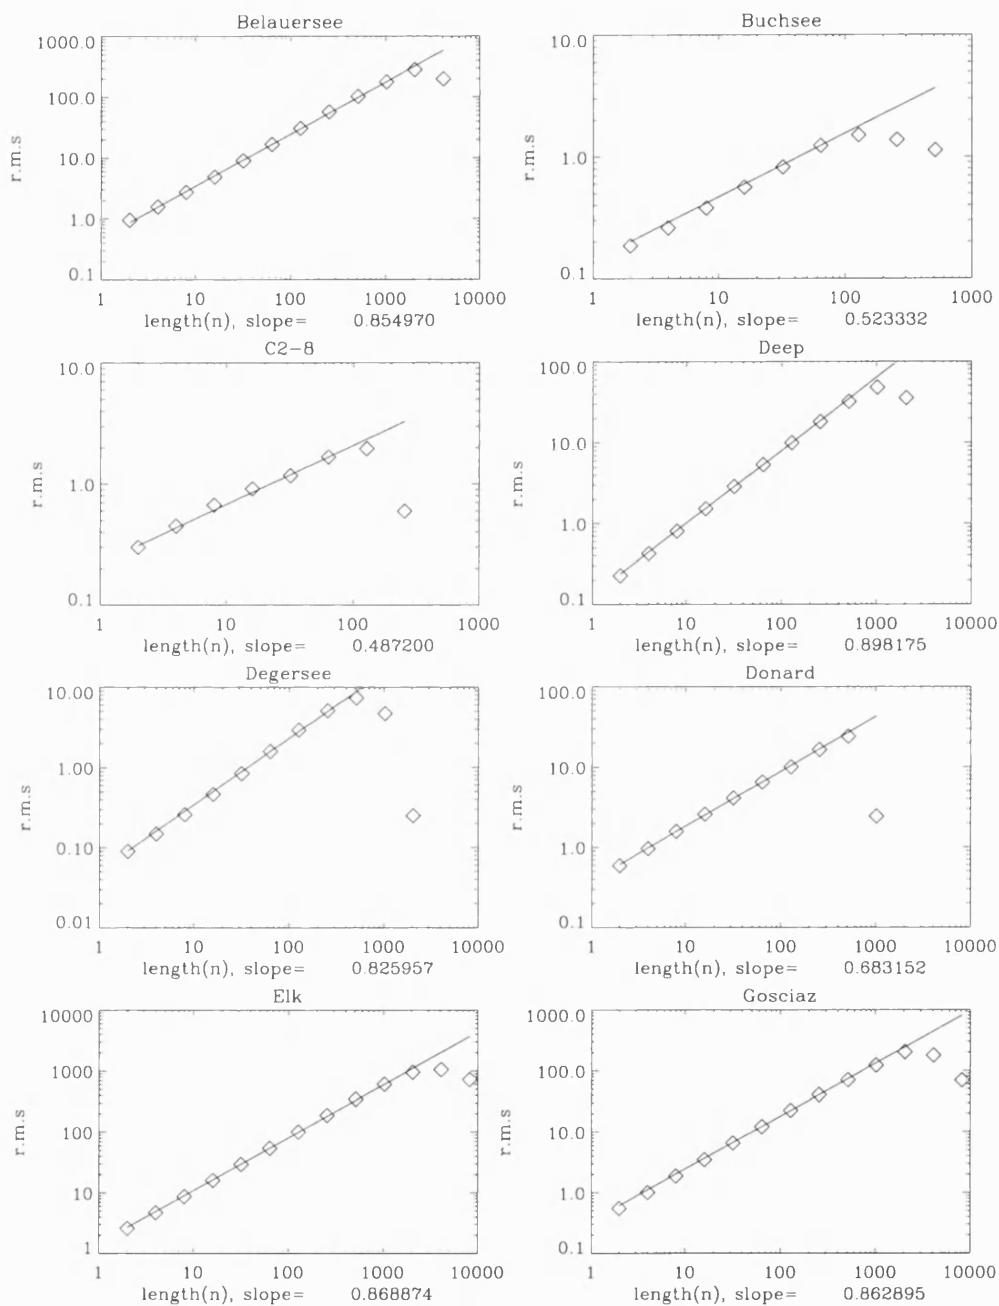 Belauersee
1000.0
100.0
10.0
1.0
0.1
r.m.s
1 10 100 1000 10000
length(n), slope= 0.854970
Buchsee
10.0
1.0
0.1
r.m.s
1 10 100 1000
length(n), slope= 0.523332
C2-8
10.0
1.0
0.1
r.m.s
1 10 100 1000
length(n), slope= 0.487200
Deep
100.0
10.0
1.0
0.1
r.m.s
1 10 100 1000 10000
length(n), slope= 0.898175
Degersee
10.00
1.00
0.10
0.01
r.m.s
1 10 100 1000 10000
length(n), slope= 0.825957
Donard
100.0
10.0
1.0
0.1
r.m.s
1 10 100 1000 10000
length(n), slope= 0.683152
Elk
10000
1000
100
10
1
r.m.s
1 10 100 1000 10000
length(n), slope= 0.868874
Gosciaz
1000.0
100.0
10.0
1.0
0.1
r.m.s
1 10 100 1000 10000
length(n), slope= 0.862895